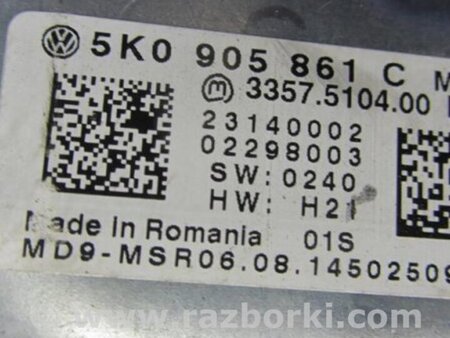 5K0 905 861 C M
3357.5104.00
23140002
02298003
SW: 0240
HW: H21
Made in Romania 01S
MD9-MSR06.08.14502509
www.razborki.com